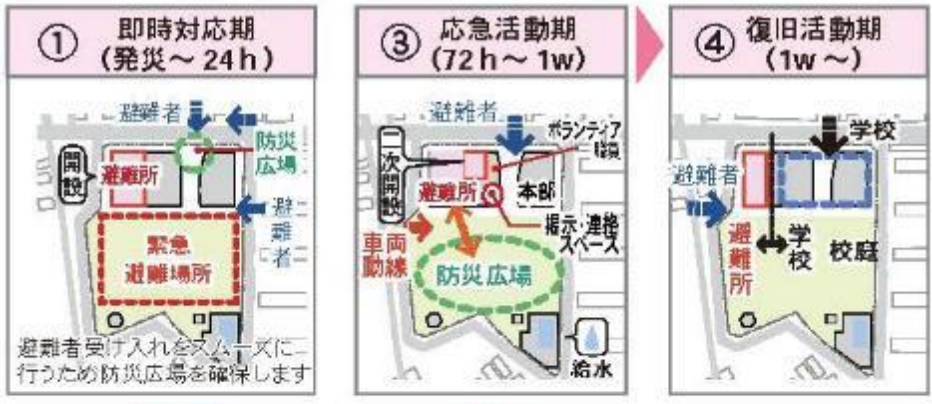 ① 即時対応期
(発災～24h)
避難者
防災
広場
開設
避難所
避難者
緊急
避難場所
避難者受け入れをスムーズに
行うため防災広場を確保します
③ 応急活動期
(72h～1w)
避難者
ボランティア
職員
二次開設
避難所
本部
掲示・連絡
スペース
車両
動線
防災広場
給水
④ 復旧活動期
(1w～)
学校
避難者
避難所
学校
校庭